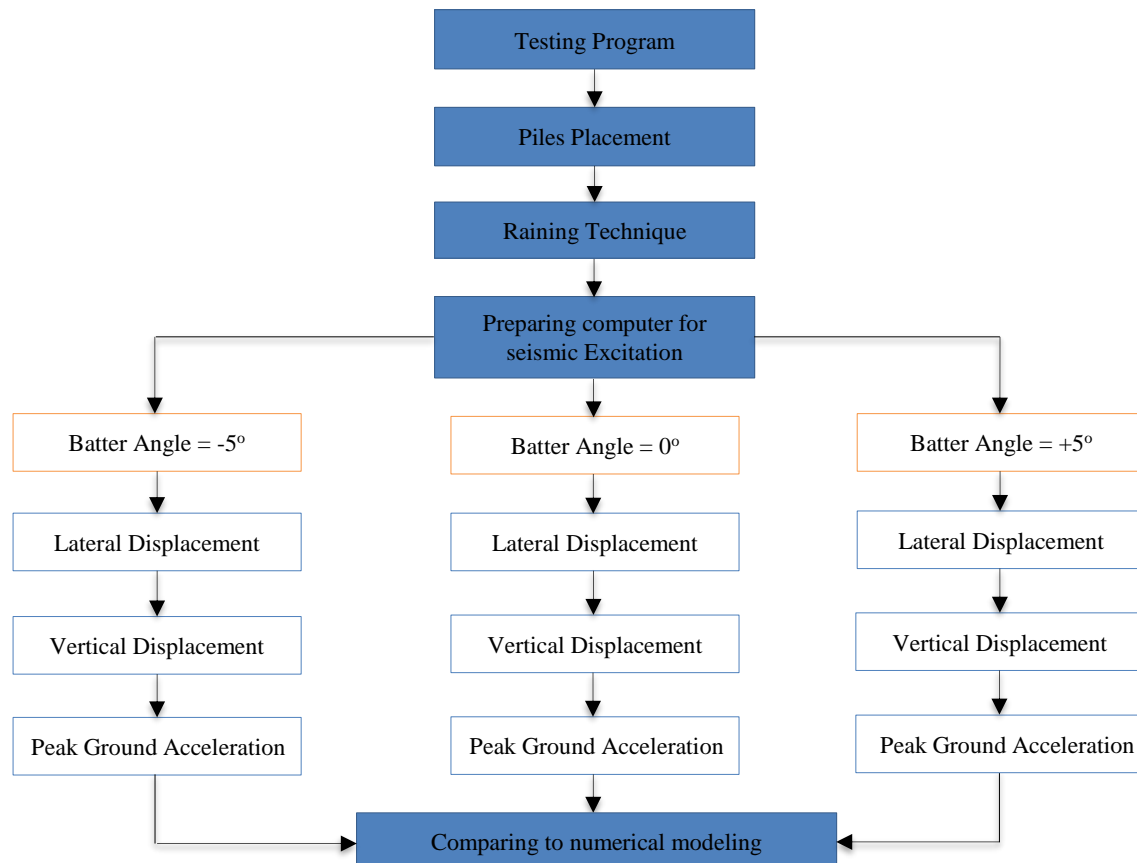 Testing Program
Piles Placement
Raining Technique
Preparing computer for
seismic Excitation
Batter Angle = -5º
Batter Angle = 0º
Batter Angle = +5º
Lateral Displacement
Lateral Displacement
Lateral Displacement
Vertical Displacement
Vertical Displacement
Vertical Displacement
Peak Ground Acceleration
Peak Ground Acceleration
Peak Ground Acceleration
Comparing to numerical modeling